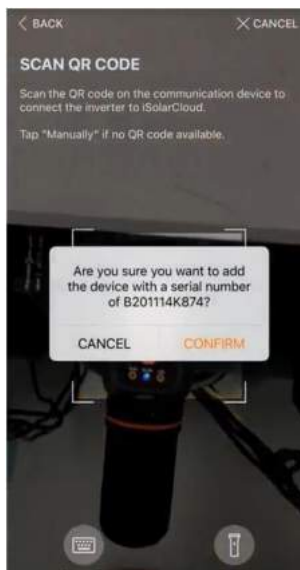 BACK
CANCEL
SCAN QR CODE
Scan the QR code on the communication device to
connect the inverter to iSolarCloud.
Tap "Manually" if no QR code available.
Are you sure you want to add
the device with a serial number
of B201114K874?
CANCEL
CONFIRM